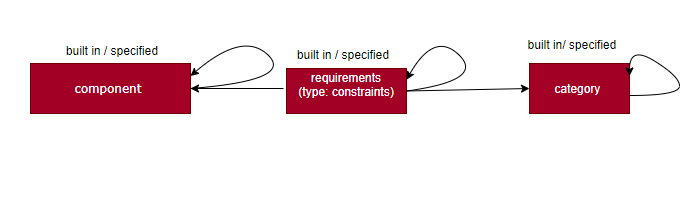 built in / specified
component
built in / specified
requirements
(type: constraints)
built in/ specified
category